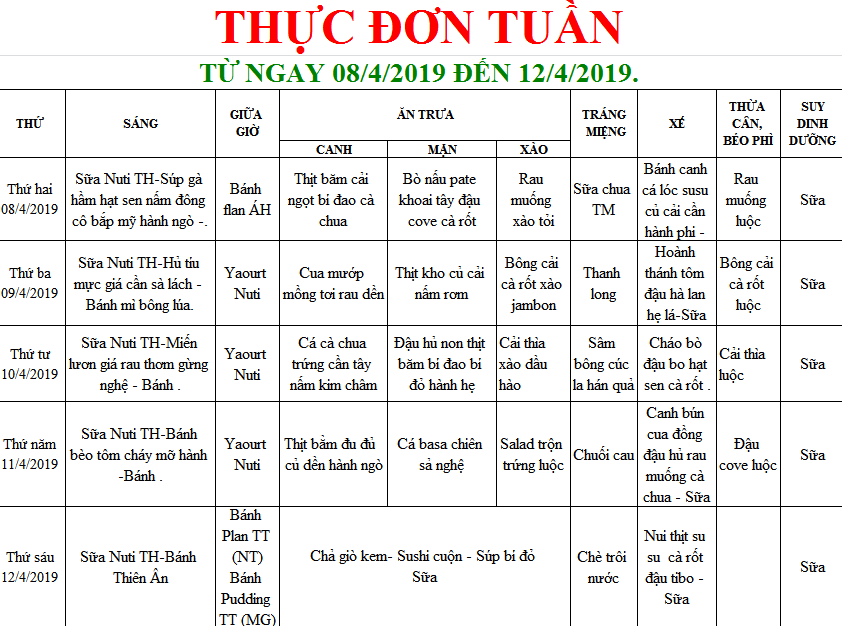 THỰC ĐƠN TUẦN
TỪ NGAY 08/4/2019 ĐẾN 12/4/2019.
THỨ
SÁNG
GIỮA
GIỜ
ĂN TRƯA
CANH
MẶN
XÀO
TRÁNG
MIỆNG
XÉ
THỪA
CÂN,
BÉO PHÌ
SUY
DINH
DƯỠNG
Thứ hai
08/4/2019
Sữa Nuti TH-Súp gà
hầm hạt sen nấm đông
cô bắp mỹ hành ngò -.
Bánh
flan ÁH
Thịt băm cải
ngọt bí đao cà
chua
Bò nấu pate
khoai tây đậu
cove cà rốt
Rau
muống
xào tỏi
Sữa chua
TM
Bánh canh
cá lóc susu
củ cải cần
hành phi -
Rau
muống
luộc
Sữa
Thứ ba
09/4/2019
Sữa Nuti TH-Hủ tíu
mực giá cần sà lách -
Bánh mì bông lúa.
Yaourt
Nuti
Cua mướp
mồng tơi rau dền
Thịt kho củ cải
nấm rơm
Bông cải
cà rốt xào
jambon
Thanh
long
Hoành
thánh tôm
đậu hà lan
hẹ lá-Sữa
Bông cải
cà rốt
luộc
Sữa
Thứ tư
10/4/2019
Sữa Nuti TH-Miến
lươn giá rau thơm gừng
nghệ - Bánh .
Yaourt
Nuti
Cá cà chua
trứng cần tây
nấm kim châm
Đậu hủ non thịt
băm bí đao bí
đỏ hành hẹ
Cải thìa
xào dầu
hào
Sâm
bông cúc
la hán quả
Cháo bò
đậu bo hạt
sen cà rốt .
Cải thìa
luộc
Sữa
Thứ năm
11/4/2019
Sữa Nuti TH-Bánh
bèo tôm cháy mỡ hành
-Bánh .
Yaourt
Nuti
Thịt bằm đu đủ
củ dền hành ngò
Cá basa chiên
sả nghệ
Salad trộn
trứng luộc
Chuối cau
Canh bún
cua đồng
đậu hủ rau
muống cà
chua - Sữa
Đậu
cove luộc
Sữa
Thứ sáu
12/4/2019
Sữa Nuti TH-Bánh
Thiên Ân
Bánh
Plan TT
(NT)
Bánh
Pudding
TT (MG)
Chả giò kem- Sushi cuộn - Súp bí đỏ
Sữa
Chè trôi
nước
Nui thịt su
su cà rốt
đậu tibo -
Sữa
Sữa